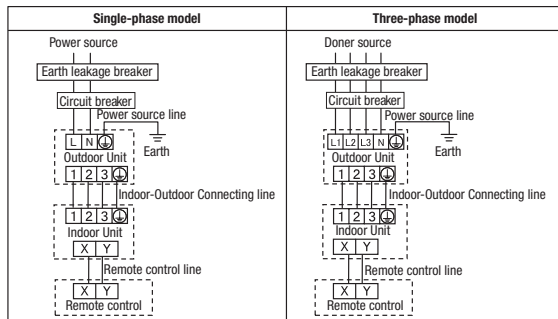 Single-phase model
Power source
Earth leakage breaker
Circuit breaker
Power source line
L N
Earth
Outdoor Unit
1 2 3
Indoor-Outdoor Connecting line
1 2 3
Indoor Unit
X Y
Remote control line
X Y
Remote control
Three-phase model
Doner source
Earth leakage breaker
Circuit breaker
Power source line
L1 L2 L3 N
Earth
Outdoor Unit
1 2 3
Indoor-Outdoor Connecting line
1 2 3
Indoor Unit
X Y
Remote control line
X Y
Remote control